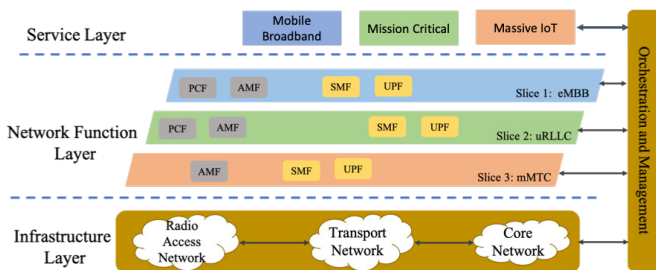 Service Layer
Mobile
Broadband
Mission Critical
Massive IoT
Orchestration and Management
Network Function
Layer
PCF
AMF
SMF
UPF
Slice 1: eMBB
PCF
AMF
SMF
UPF
Slice 2: uRLLC
AMF
SMF
UPF
Slice 3: mMTC
Infrastructure
Layer
Radio
Access
Network
Transport
Network
Core
Network